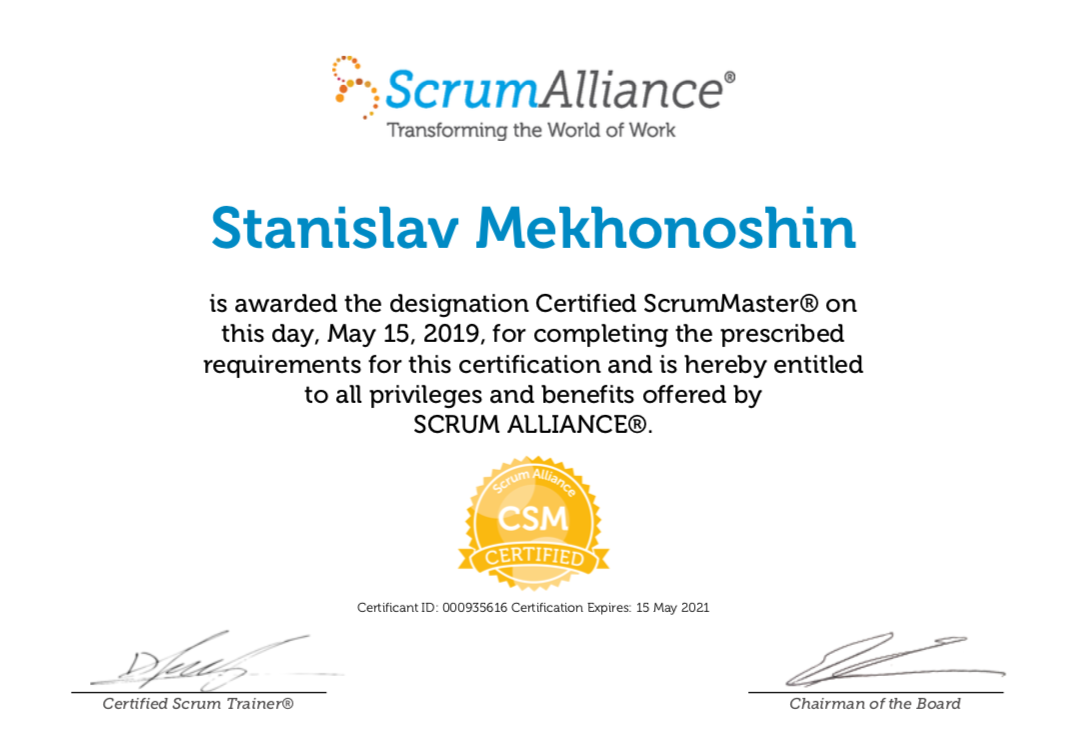 ScrumAlliance®
Transforming the World of Work
Stanislav Mekhonoshin
is awarded the designation Certified ScrumMaster® on
this day, May 15, 2019, for completing the prescribed
requirements for this certification and is hereby entitled
to all privileges and benefits offered by
SCRUM ALLIANCE®.
Scrum Alliance
CSM
CERTIFIED
Certificant ID: 000935616 Certification Expires: 15 May 2021
Certified Scrum Trainer®
Chairman of the Board